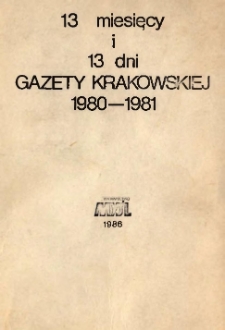 13 miesięcy
i
13 dni
GAZETY KRAKOWSKIEJ
1980—1981
1986